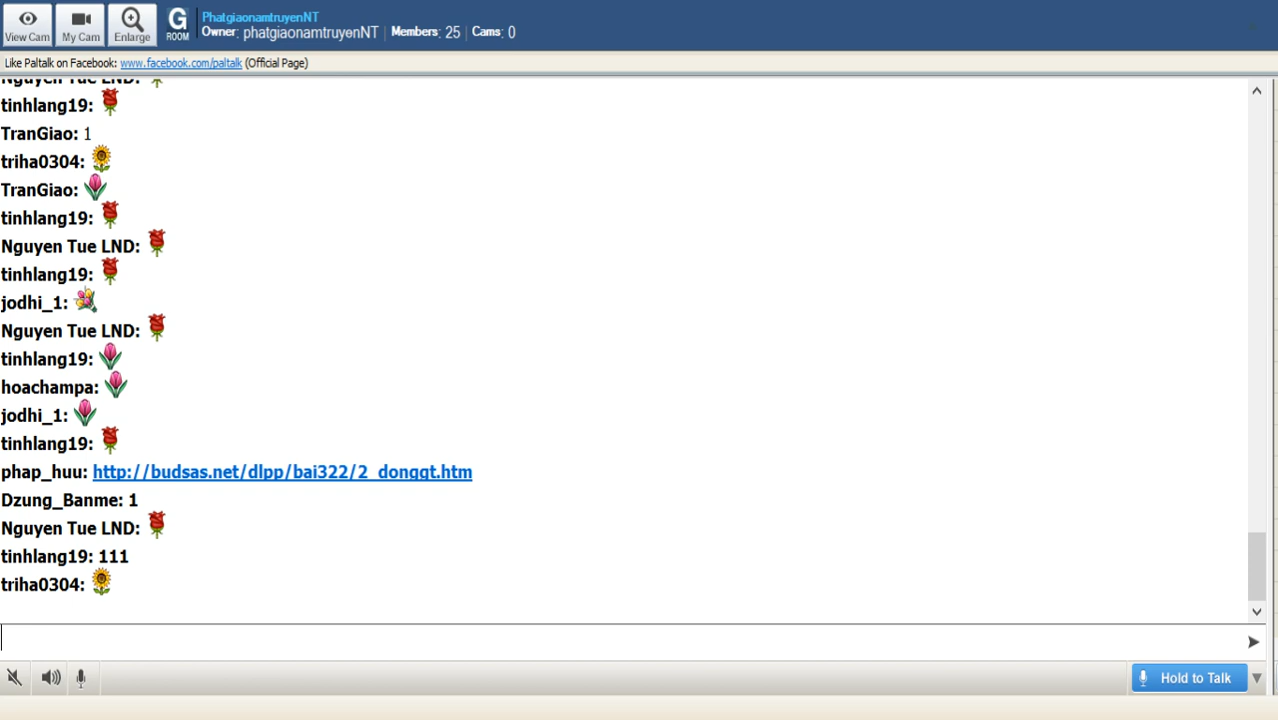 View Cam
My Cam
Enlarge
G
ROOM
PhatgiaonamtruyenNT
Owner: phatgiaonamtruyenNT | Members: 25 | Cams: 0
Like Paltalk on Facebook: www.facebook.com/paltalk (Official Page)
Nguyen Tue LND:
tinhlang19:
TranGiao: 1
triha0304:
TranGiao:
tinhlang19:
Nguyen Tue LND:
tinhlang19:
jodhi_1:
Nguyen Tue LND:
tinhlang19:
hoachampa:
jodhi_1:
tinhlang19:
phap_huu: http://budsas.net/dlpp/bai322/2_donggt.htm
Dzung_Banme: 1
Nguyen Tue LND:
tinhlang19: 111
triha0304:
Hold to Talk